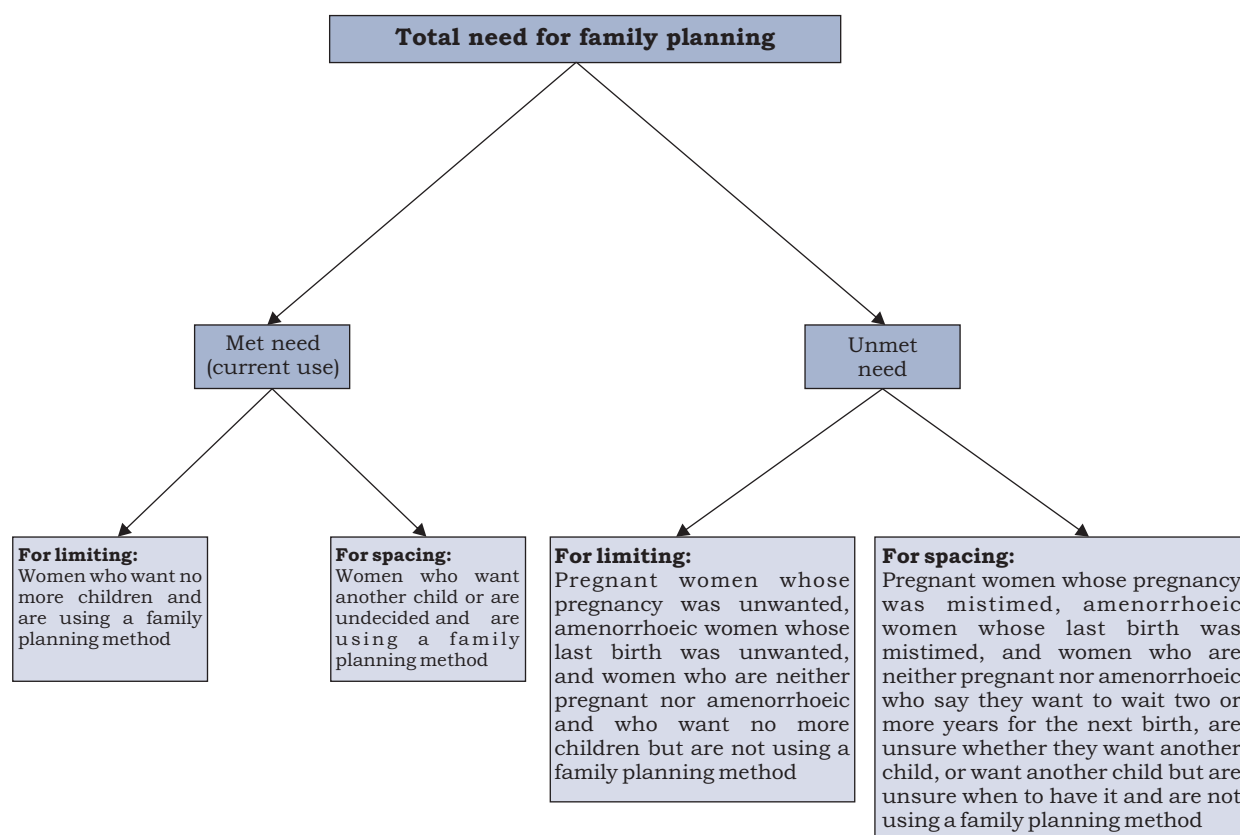 Total need for family planning
Met need
(current use)
Unmet
need
For limiting:
Women who want no
more children and
are using a family
planning method
For spacing:
Women who want
another child or are
undecided and are
using a family
planning method
For limiting:
Pregnant women whose
pregnancy was unwanted,
amenorrhoeic women whose
last birth was unwanted,
and women who are neither
pregnant nor amenorrhoeic
and who want no more
children but are not using a
family planning method
For spacing:
Pregnant women whose pregnancy
was mistimed, amenorrhoeic
women whose last birth was
mistimed, and women who are
neither pregnant nor amenorrhoeic
who say they want to wait two or
more years for the next birth, are
unsure whether they want another
child, or want another child but are
unsure when to have it and are not
using a family planning method